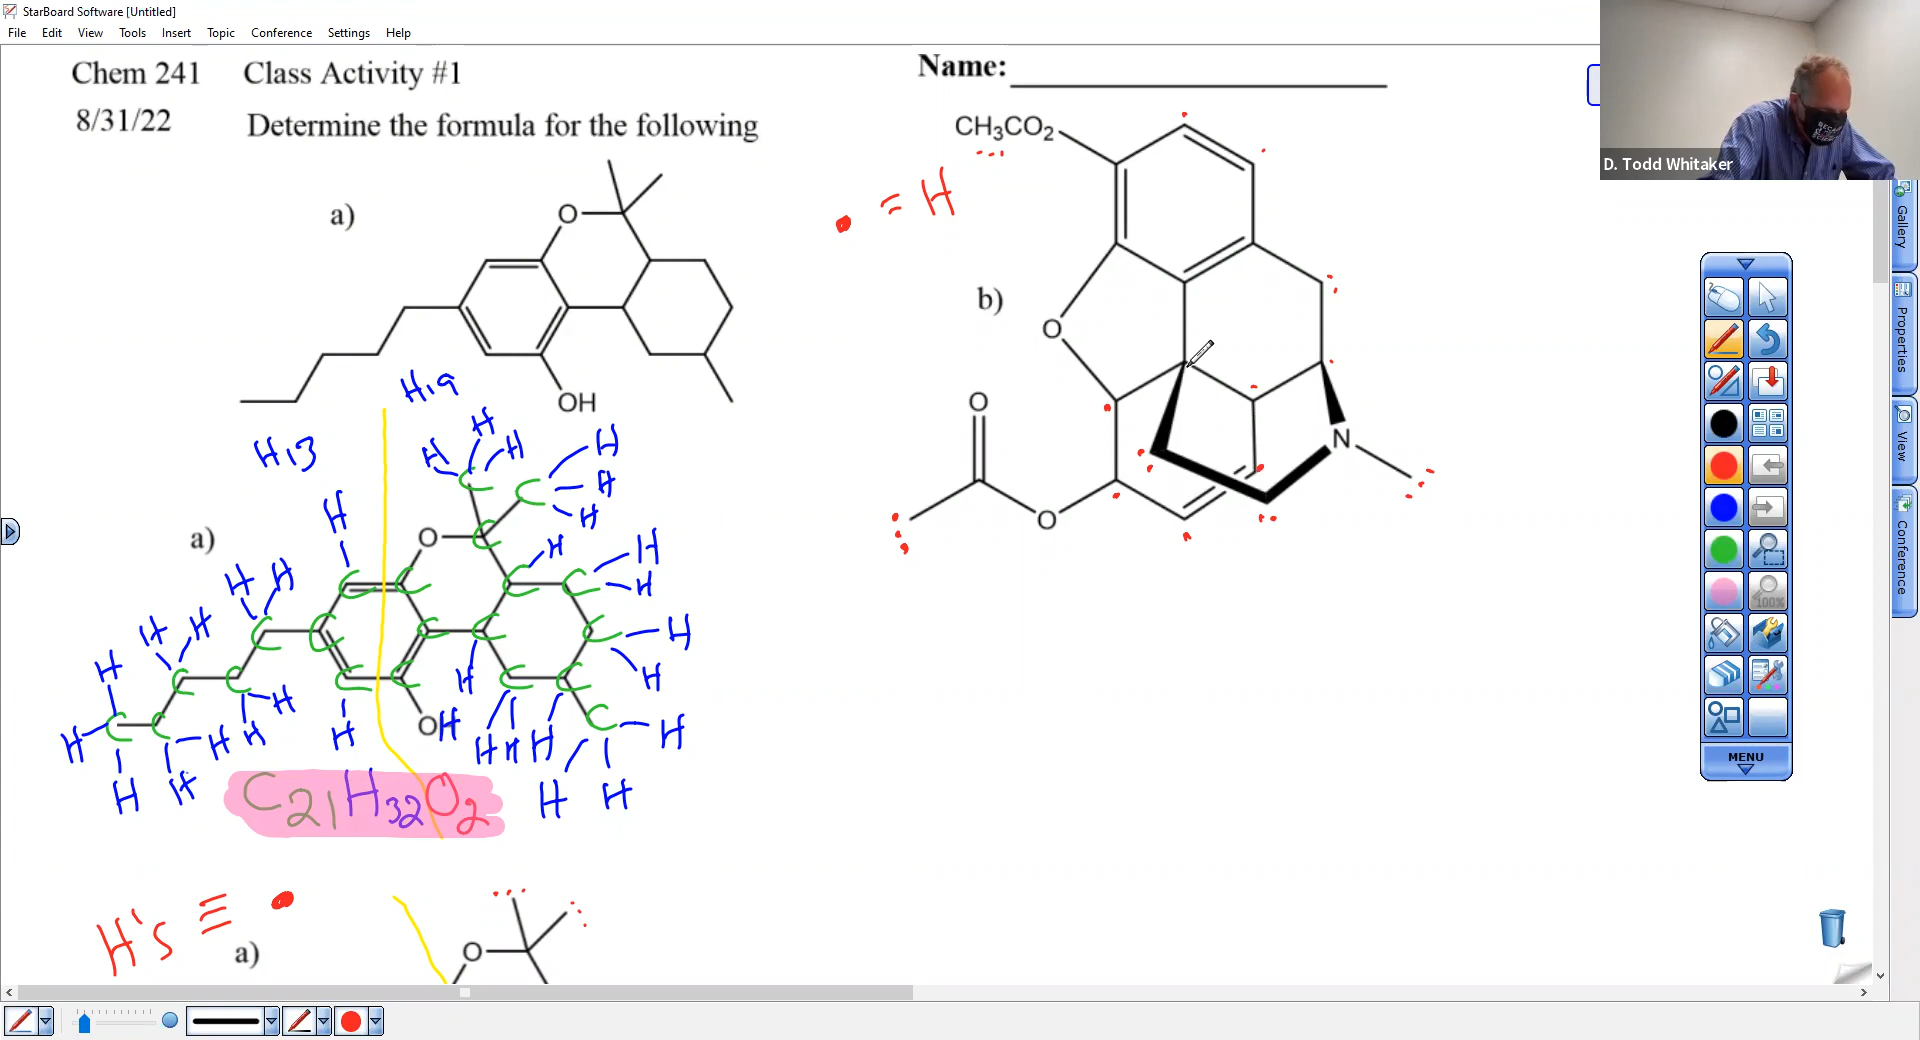 StarBoard Software [Untitled]
File Edit View Tools Insert Topic Conference Settings Help
Chem 241 Class Activity #1
8/31/22 Determine the formula for the following
Name:
a)
O
OH
H19
H13
H H H H
H H
H
a)
O
H H
H H
H H
H H
H H H H
H H H
H H H
H
OH
H H H H H H
H H H H
C21H32O2
H's ≡ •
a)
O
CH3CO2
• = H
b)
O
O
N
O
D. Todd Whitaker
Gallery
Properties
View
Conference
100%
MENU